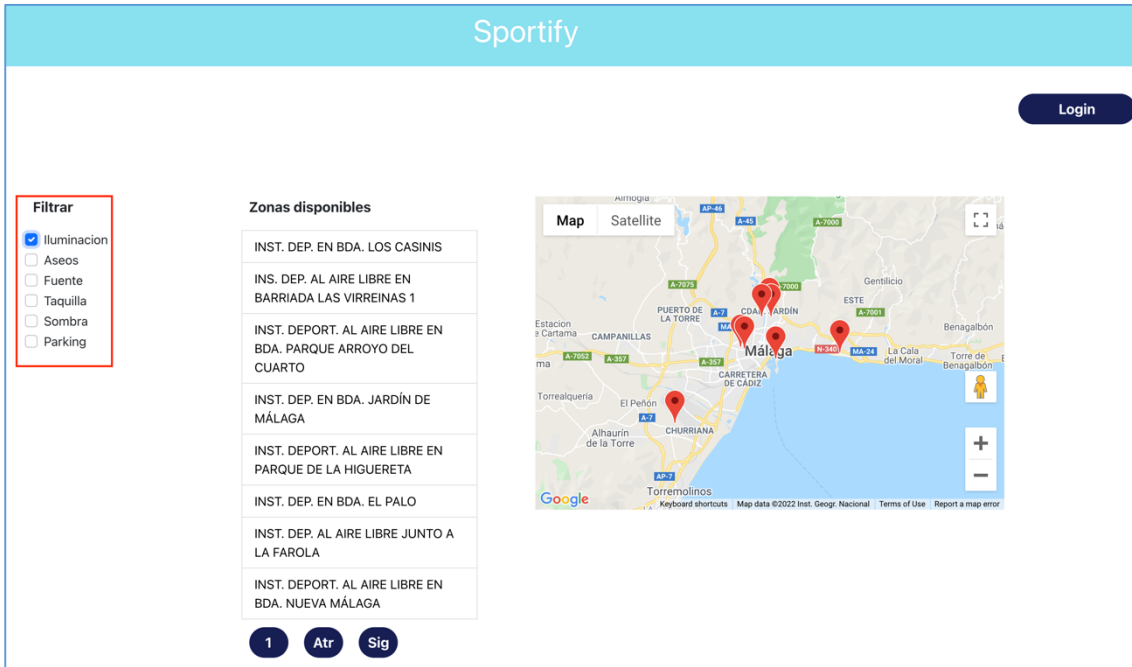 Sportify
Login
Filtrar
Iluminacion
Aseos
Fuente
Taquilla
Sombra
Parking
Zonas disponibles
INST. DEP. EN BDA. LOS CASINIS
INS. DEP. AL AIRE LIBRE EN
BARRIADA LAS VIRREINAS 1
INST. DEPORT. AL AIRE LIBRE EN
BDA. PARQUE ARROYO DEL
CUARTO
INST. DEP. EN BDA. JARDÍN DE
MÁLAGA
INST. DEPORT. AL AIRE LIBRE EN
PARQUE DE LA HIGUERETA
INST. DEP. EN BDA. EL PALO
INST. DEP. AL AIRE LIBRE JUNTO A
LA FAROLA
INST. DEPORT. AL AIRE LIBRE EN
BDA. NUEVA MÁLAGA
1 Atr Sig
Map Satellite
Almogía
AP-46
A-45
A-7000
A-7075
7000
Gentilicio
ESTE
A-7001
PUERTO DE
LA TORRE
A-7
Estacion
e Cartama
CAMPANILLAS
Benagalbón
A-7052
A-357
A-357
Málaga
N-340
MA-24
La Cala
del Moral
Torre de
Benagalbón
CARRETERA
DE CÁDIZ
Torrealquería
El Peñón
A-7
CHURRIANA
Alhaurín
de la Torre
AP-7
Torremolinos
Google
Keyboard shortcuts
Map data ©2022 Inst. Geogr. Nacional
Terms of Use
Report a map error